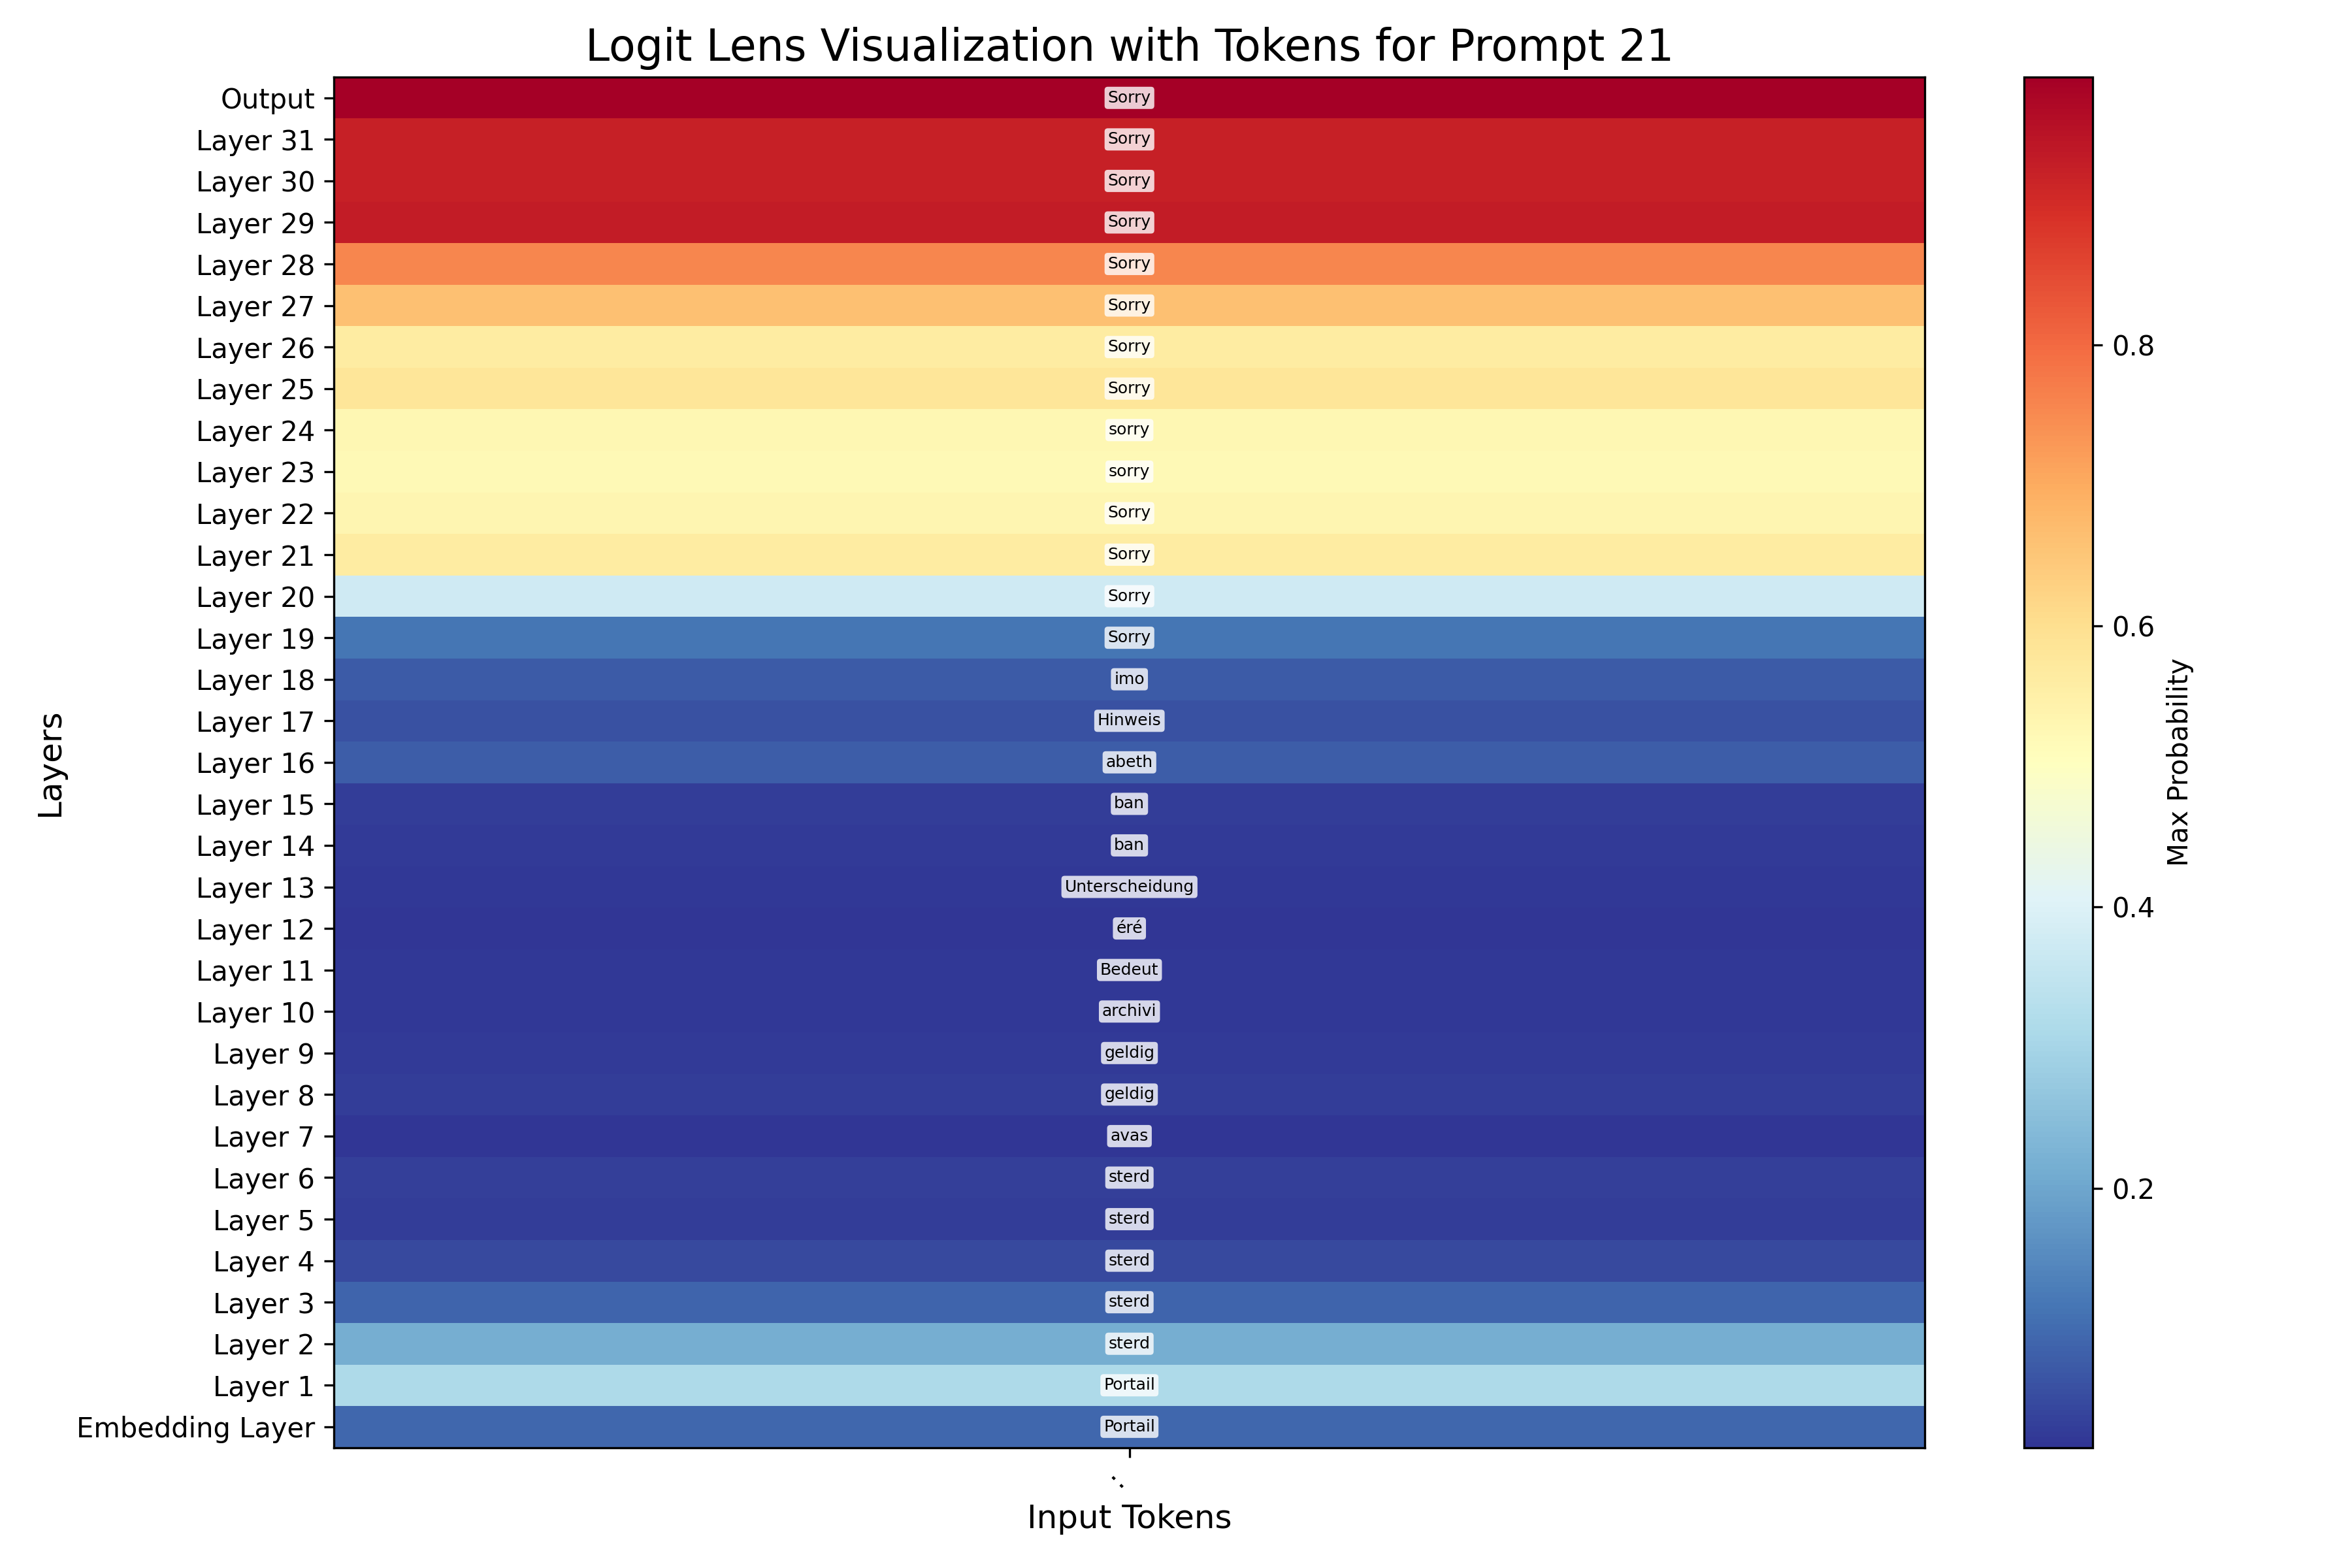 Logit Lens Visualization with Tokens for Prompt 21
Output Sorry
Layer 31 Sorry
Layer 30 Sorry
Layer 29 Sorry
Layer 28 Sorry
Layer 27 Sorry
Layer 26 Sorry
Layer 25 Sorry
Layer 24 sorry
Layer 23 sorry
Layer 22 Sorry
Layer 21 Sorry
Layer 20 Sorry
Layer 19 Sorry
Layer 18 imo
Layer 17 Hinweis
Layer 16 abeth
Layer 15 ban
Layer 14 ban
Layer 13 Unterscheidung
Layer 12 éré
Layer 11 Bedeut
Layer 10 archivi
Layer 9 geldig
Layer 8 geldig
Layer 7 avas
Layer 6 sterd
Layer 5 sterd
Layer 4 sterd
Layer 3 sterd
Layer 2 sterd
Layer 1 Portail
Embedding Layer Portail
:
Input Tokens
Layers
0.8
0.6
0.4
0.2
Max Probability